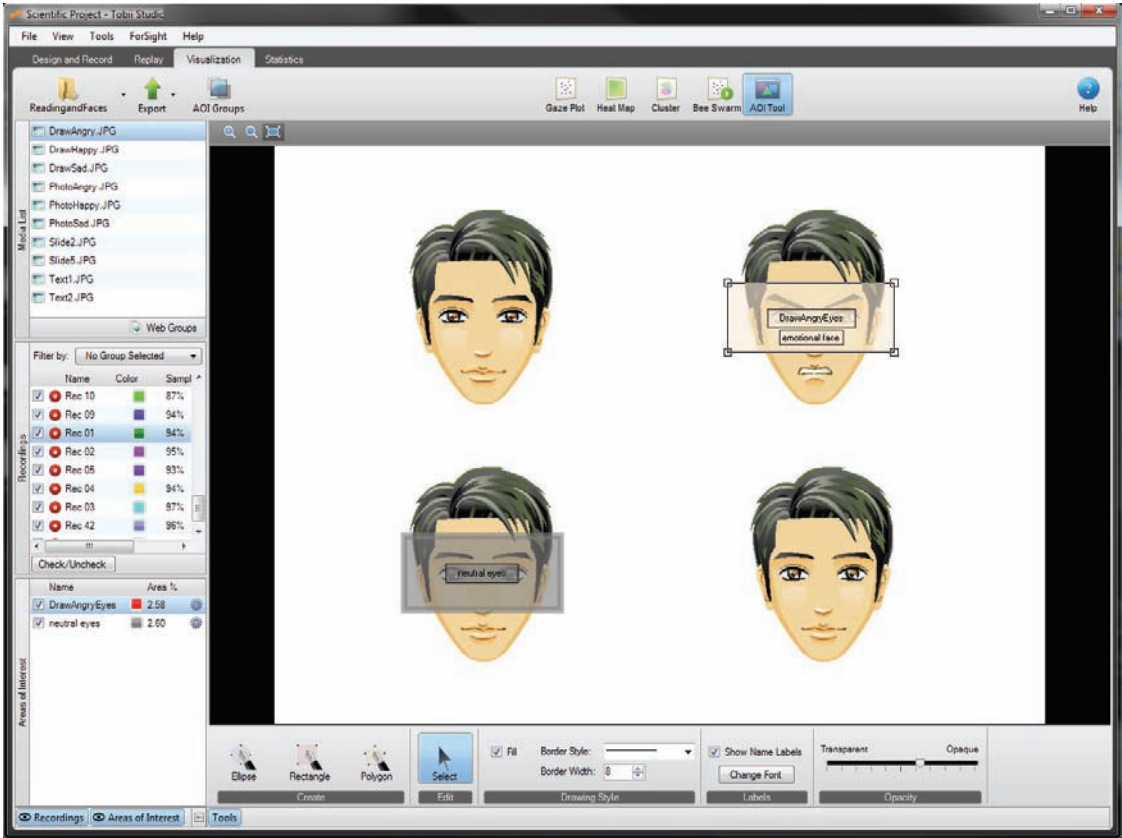 Scientific Project - Tobii Studio
File View Tools ForSight Help
Design and Record Replay Visualization Statistics
ReadingandFaces Export AOI Groups Gaze Plot Heat Map Cluster Bee Swarm AOI Tool Help
Media List
DrawAngry.JPG
DrawHappy.JPG
DrawSad.JPG
PhotoAngry.JPG
PhotoHappy.JPG
PhotoSad.JPG
Slide2.JPG
Slide5.JPG
Text1.JPG
Text2.JPG
Web Groups
Recordings
Filter by: No Group Selected
Name Color Sampl
Rec 10 87%
Rec 09 94%
Rec 01 94%
Rec 02 95%
Rec 05 93%
Rec 04 94%
Rec 03 97%
Rec 42 96%
Check/Uncheck
Areas of Interest
Name Area %
DrawAngryEyes 2.58
neutral eyes 2.60
DrawAngryEyes
emotional face
neutral eyes
Ellipse Rectangle Polygon
Create
Select
Edit
Fill Border Style:
Border Width: 8
Drawing Style
Show Name Labels
Change Font
Labels
Transparent Opaque
Opacity
Recordings Areas of Interest Tools